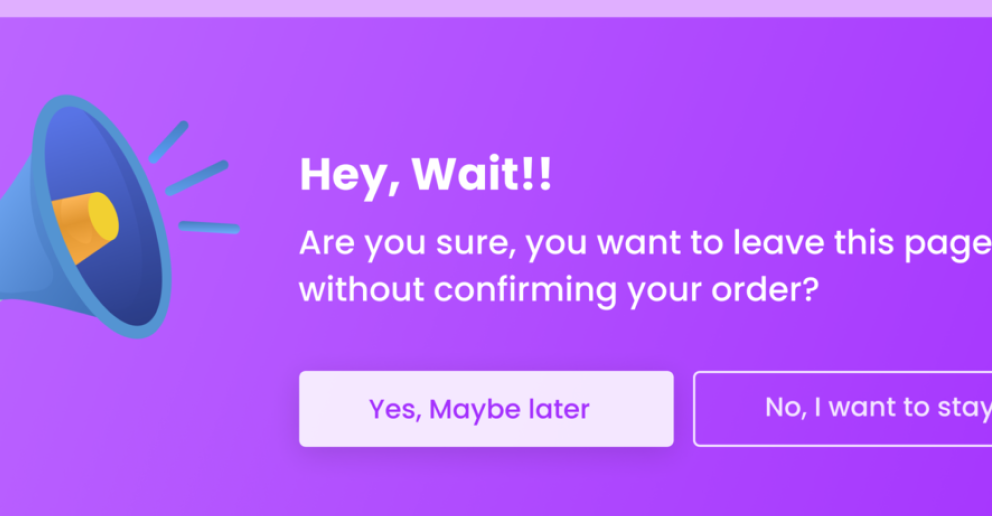 Hey, Wait!!
Are you sure, you want to leave this page
without confirming your order?
Yes, Maybe later
No, I want to stay